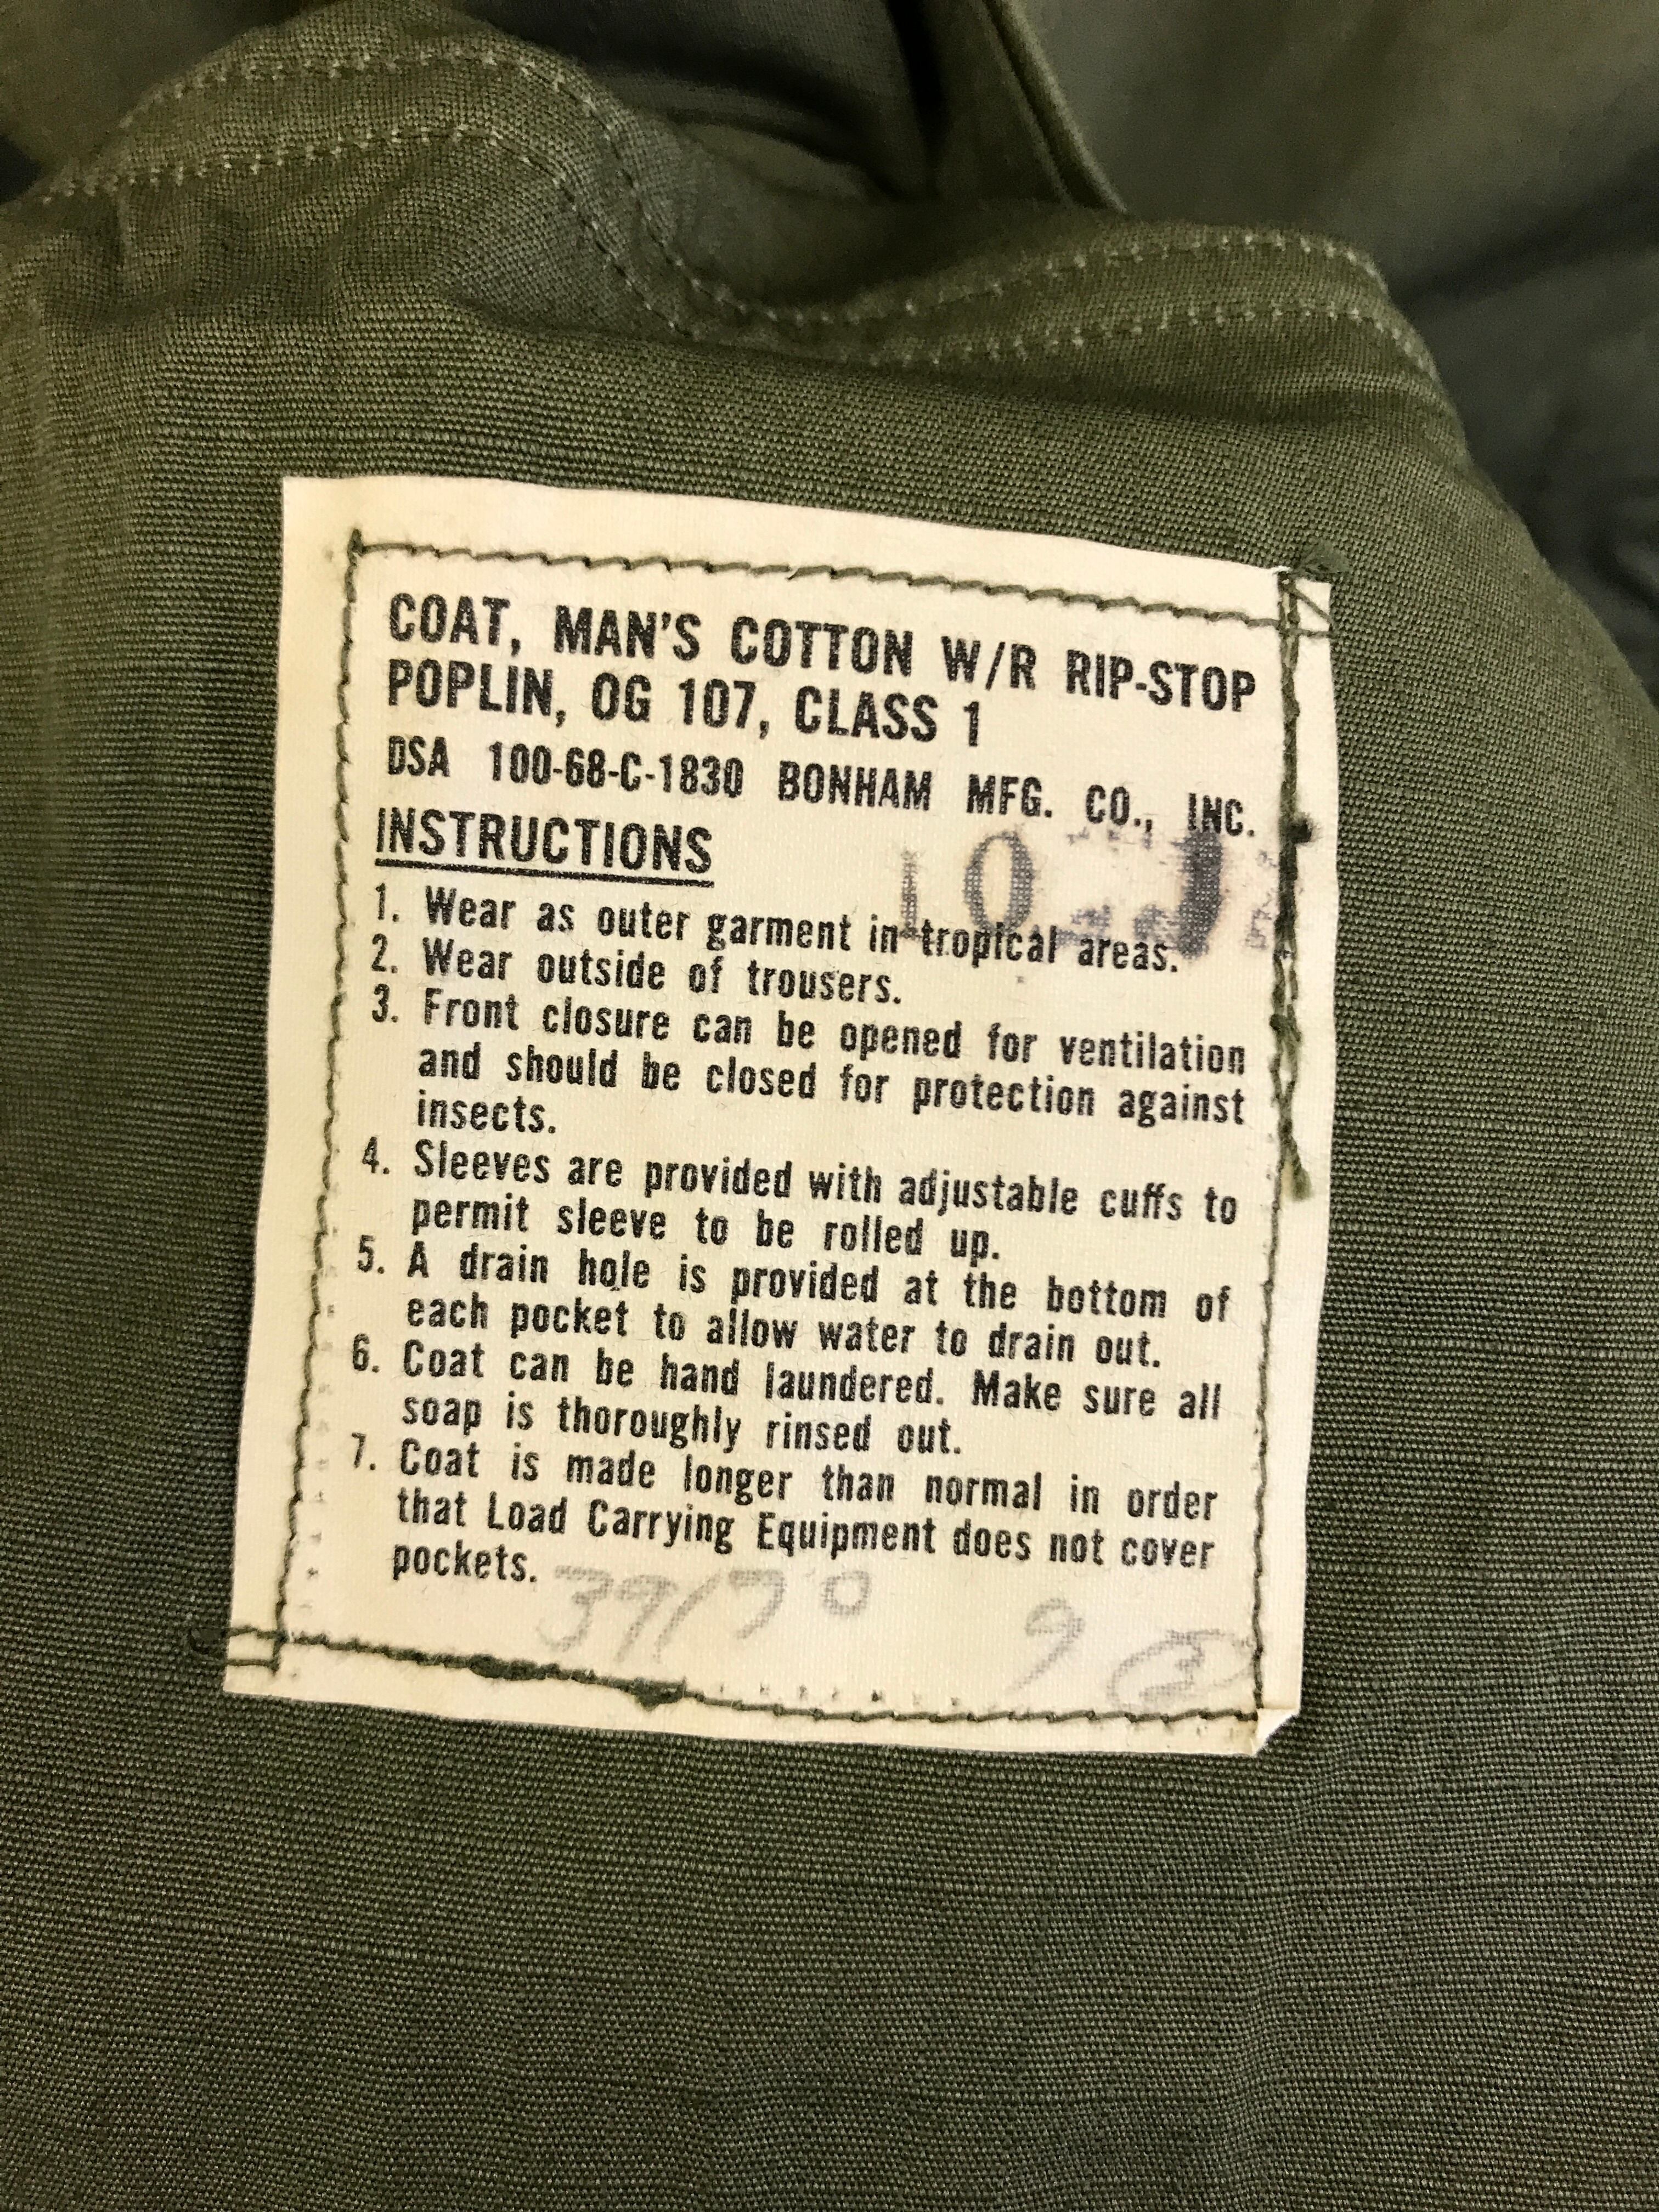 COAT, MAN'S COTTON W/R RIP-STOP
POPLIN, OG 107, CLASS 1
DSA 100-68-C-1830 BONHAM MFG. CO., INC.
INSTRUCTIONS
1. Wear as outer garment in tropical areas.
2. Wear outside of trousers.
3. Front closure can be opened for ventilation
and should be closed for protection against
insects.
4. Sleeves are provided with adjustable cuffs to
permit sleeve to be rolled up.
5. A drain hole is provided at the bottom of
each pocket to allow water to drain out.
6. Coat can be hand laundered. Make sure all
soap is thoroughly rinsed out.
7. Coat is made longer than normal in order
that Load Carrying Equipment does not cover
pockets.